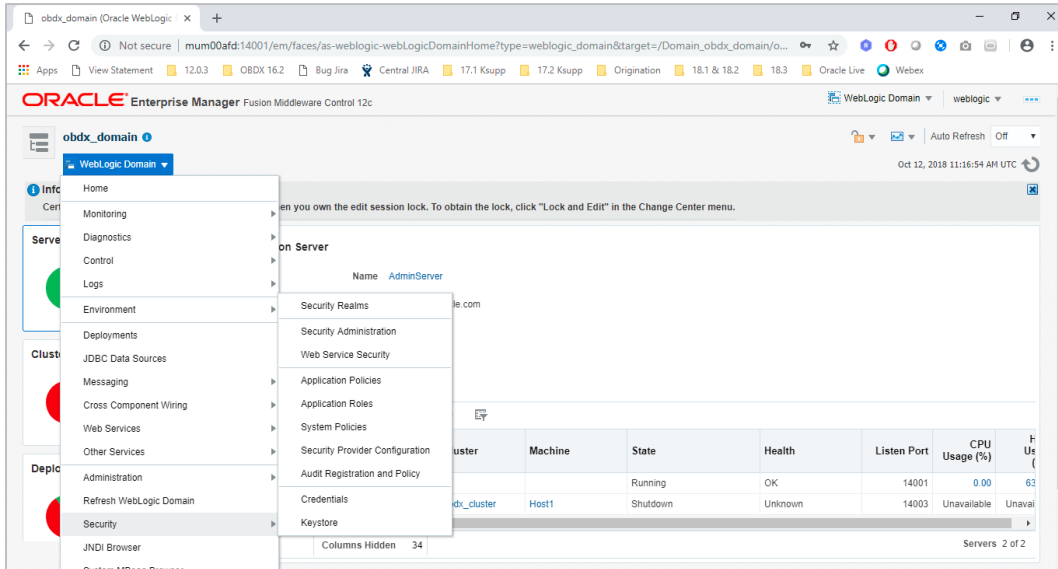 obdx_domain (Oracle WebLogic
Not secure | mum00afd:14001/em/faces/as-weblogic-webLogicDomainHome?type=weblogic_domain&target=/Domain_obdx_domain/o...
Apps View Statement 12.0.3 OBDX 16.2 Bug Jira Central JIRA 17.1 Ksupp 17.2 Ksupp Origination 18.1 & 18.2 18.3 Oracle Live Webex
ORACLE Enterprise Manager Fusion Middleware Control 12c WebLogic Domain weblogic
obdx_domain Auto Refresh Off
WebLogic Domain Oct 12, 2018 11:16:54 AM UTC
Home
Monitoring en you own the edit session lock. To obtain the lock, click "Lock and Edit" in the Change Center menu.
Diagnostics
on Server
Control
Name AdminServer
Logs
le.com
Environment
Security Realms
Deployments
Security Administration
JDBC Data Sources
Web Service Security
Messaging
Application Policies
Cross Component Wiring
Application Roles
Web Services
System Policies
Other Services
Security Provider Configuration
uster Machine State Health Listen Port CPU Usage (%)
Administration
Audit Registration and Policy
Running OK 14001 0.00 63
Refresh WebLogic Domain
Credentials
dx_cluster Host1 Shutdown Unknown 14003 Unavailable Unavai
Security
Keystore
JNDI Browser
Columns Hidden 34 Servers 2 of 2